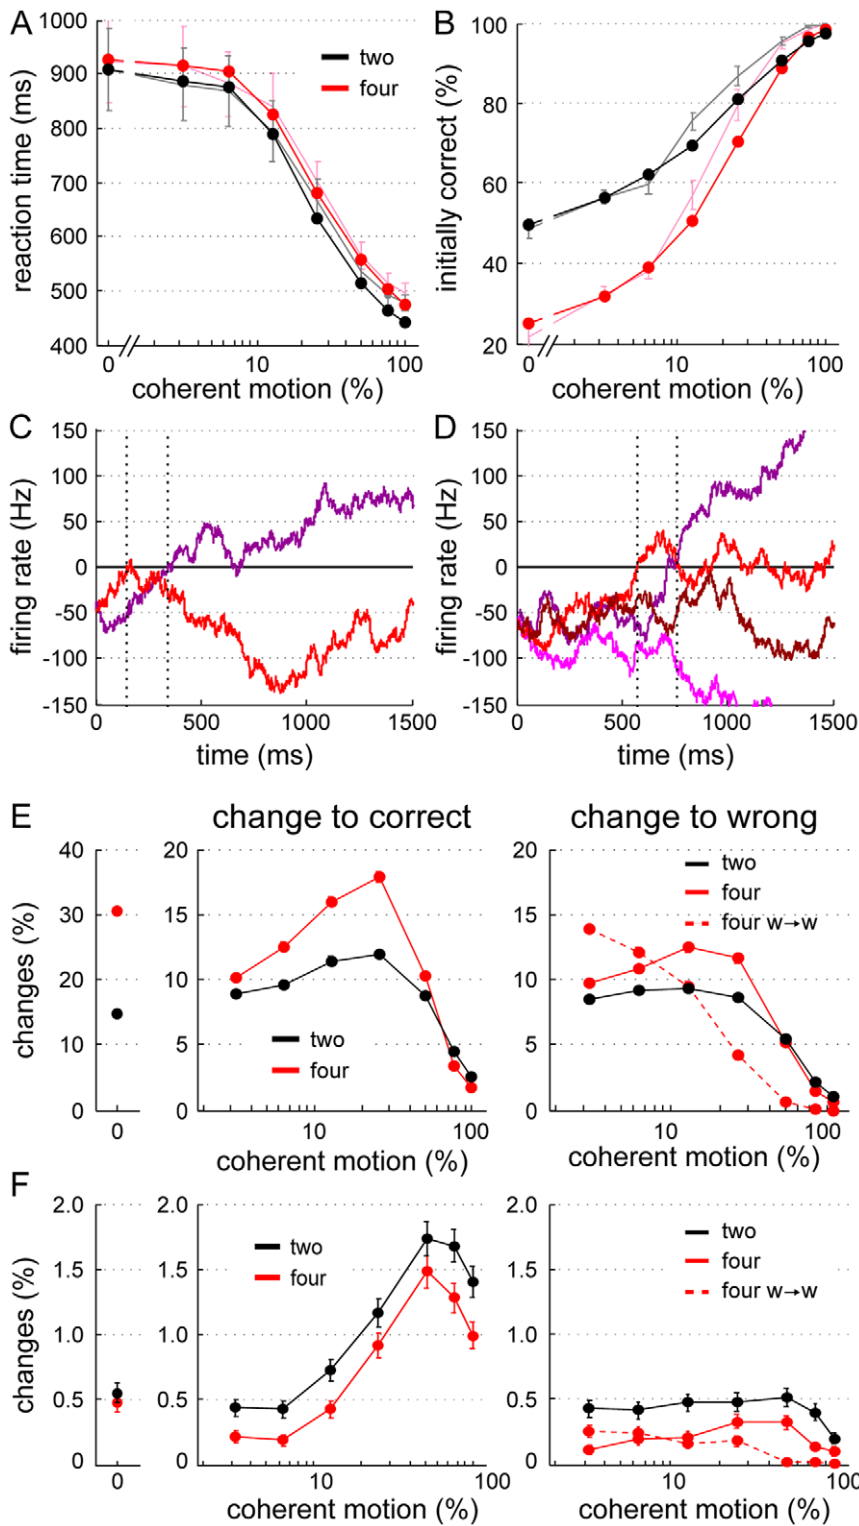 A
reaction time (ms)
1000
900
800
700
600
500
400
0
10
100
coherent motion (%)
two
four
B
initially correct (%)
100
80
60
40
20
0
10
100
coherent motion (%)
C
firing rate (Hz)
150
100
50
0
-50
-100
-150
0
500
1000
1500
time (ms)
D
firing rate (Hz)
150
100
50
0
-50
-100
-150
0
500
1000
1500
time (ms)
E
changes (%)
40
30
20
10
0
0
change to correct
20
15
10
5
0
two
four
10
100
coherent motion (%)
change to wrong
20
15
10
5
0
two
four
four w→w
10
100
coherent motion (%)
F
changes (%)
2.0
1.5
1.0
0.5
0
0
2.0
1.5
1.0
0.5
0
two
four
10
100
coherent motion (%)
2.0
1.5
1.0
0.5
0
two
four
four w→w
10
100
coherent motion (%)